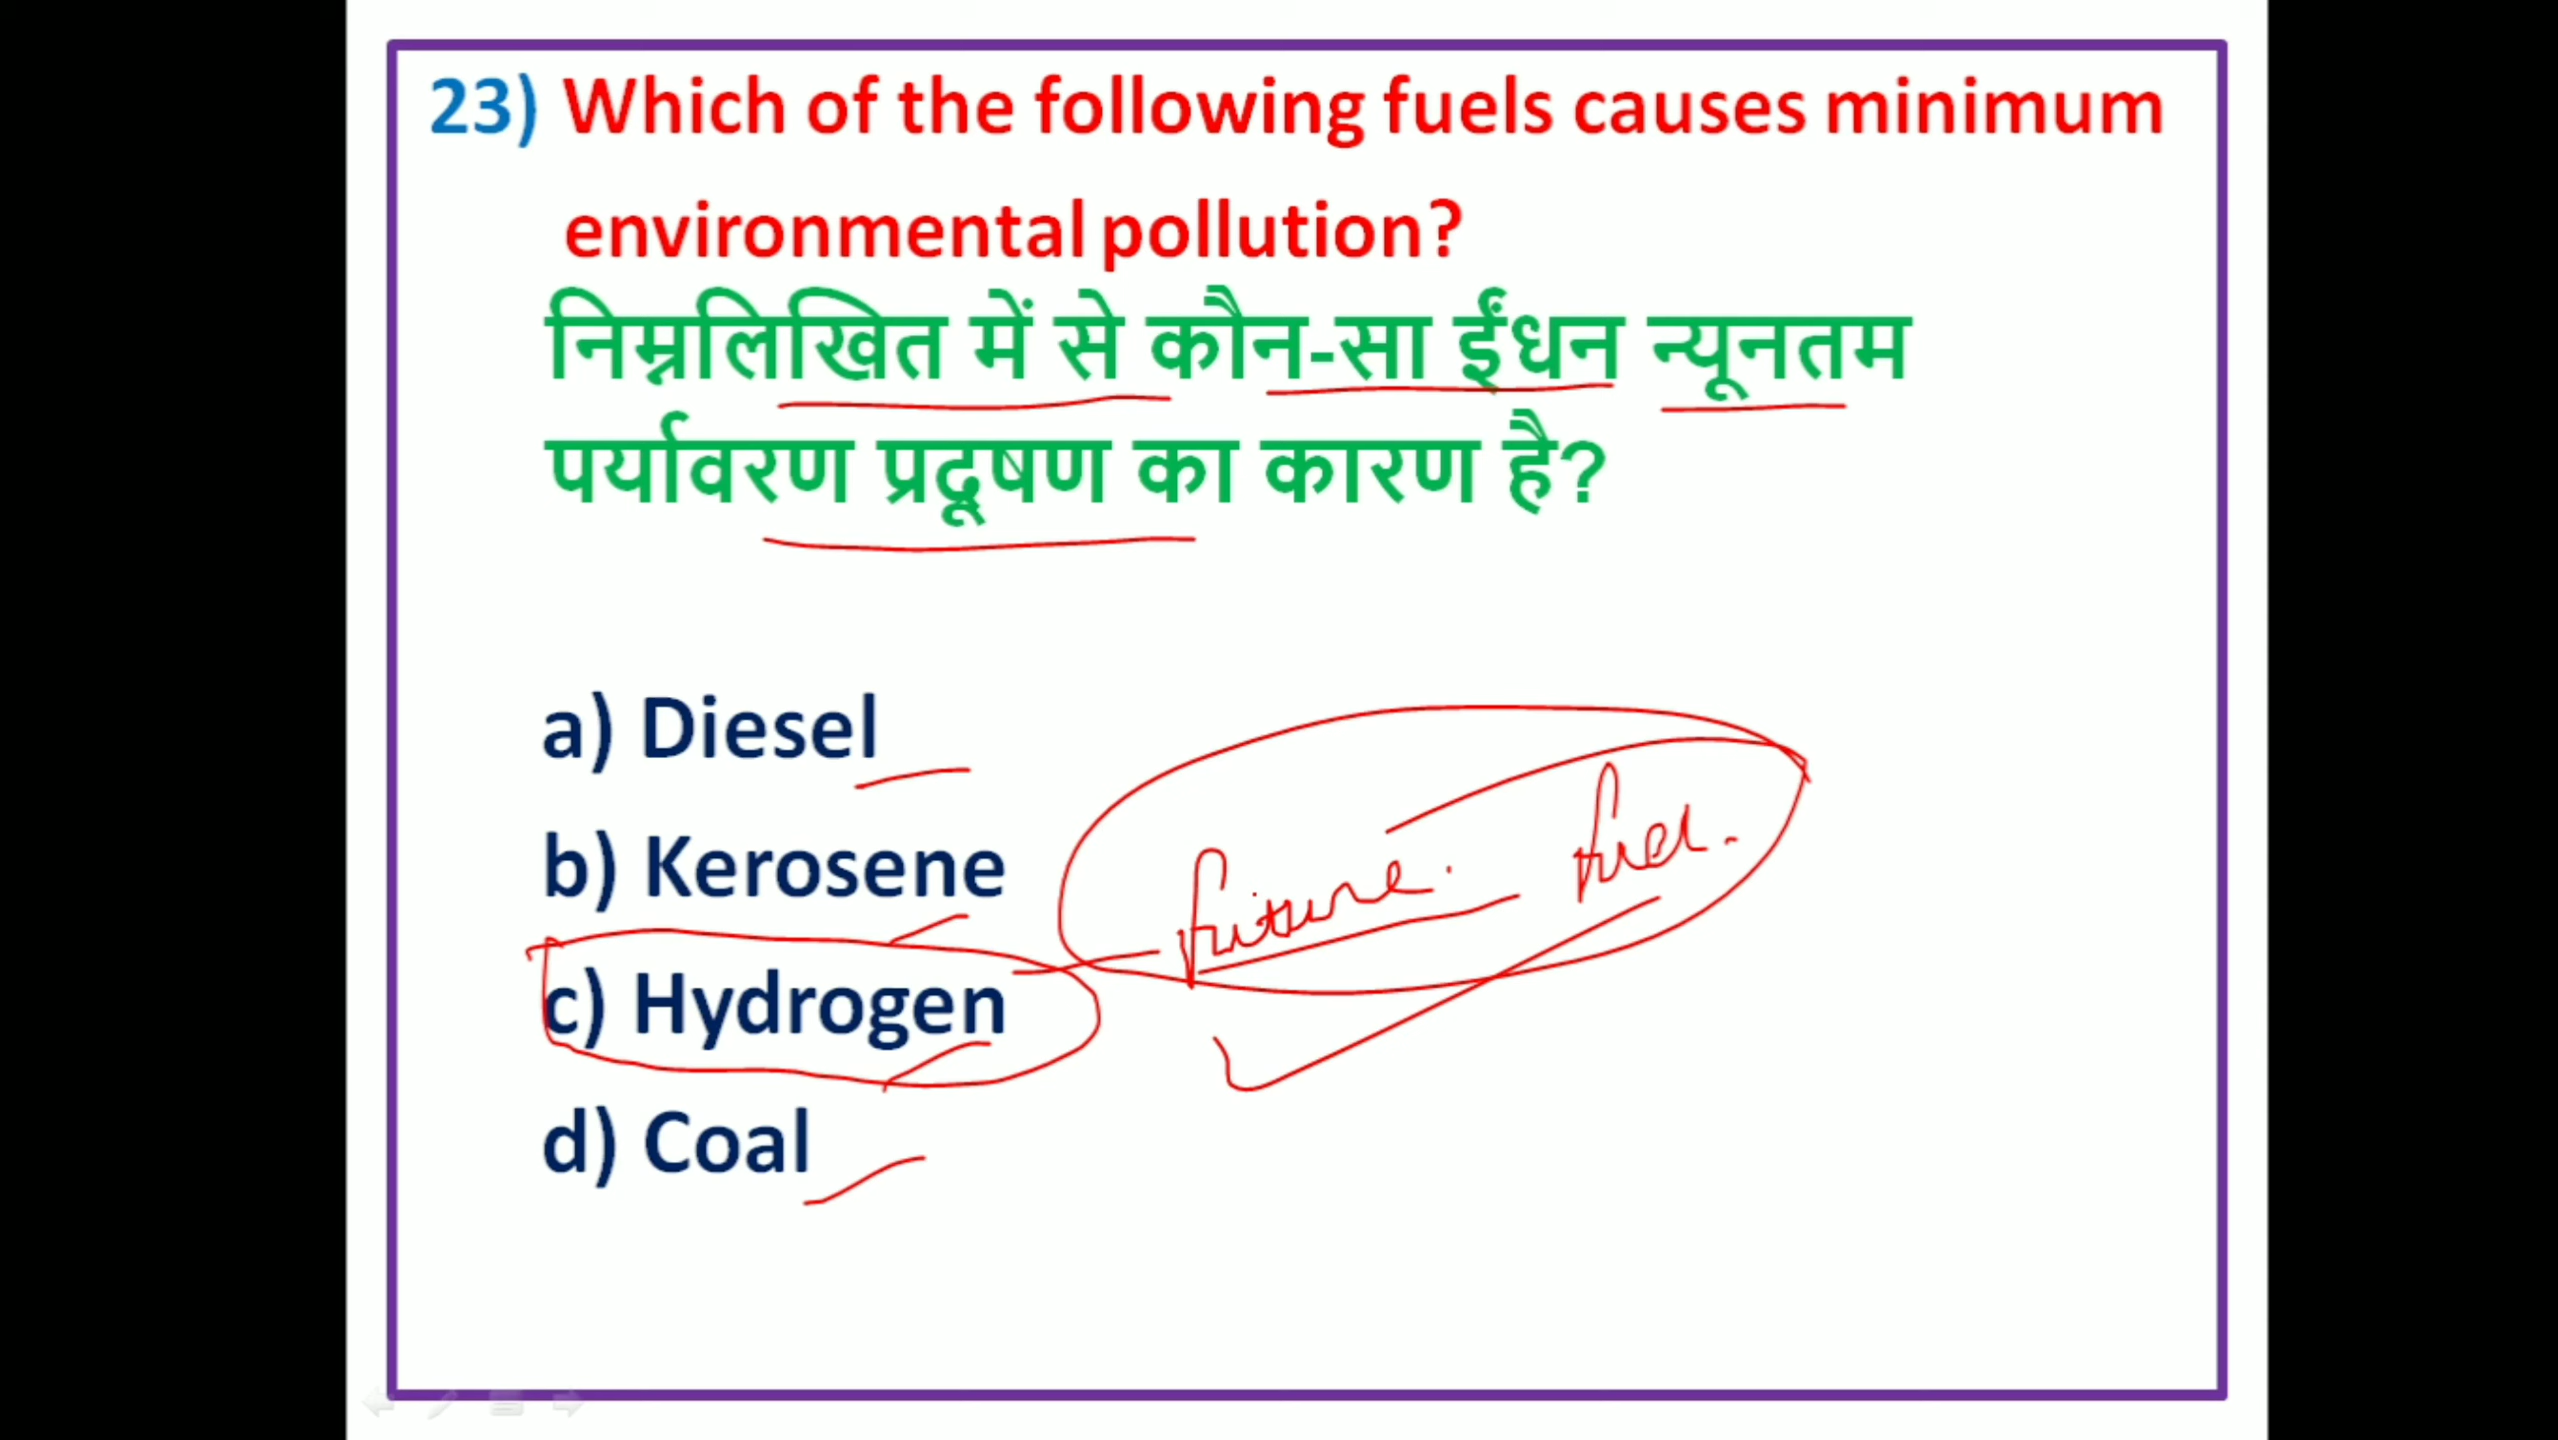 23) Which of the following fuels causes minimum
environmental pollution?
निम्नलिखित में से कौन-सा ईंधन न्यूनतम
पर्यावरण प्रदूषण का कारण है?
a) Diesel
b) Kerosene
future. fuel.
c) Hydrogen
d) Coal